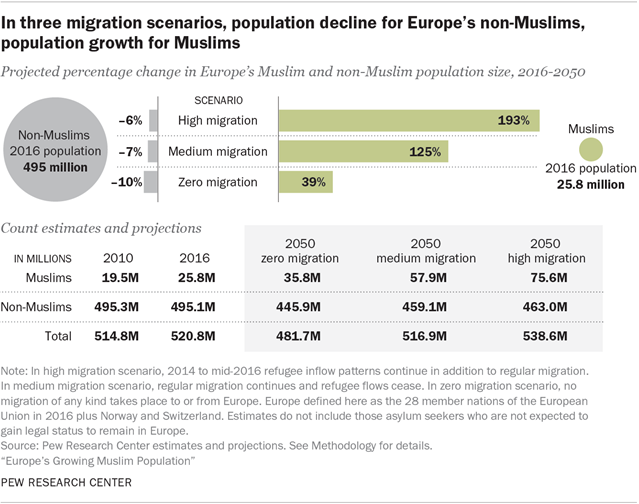 In three migration scenarios, population decline for Europe's non-Muslims,
population growth for Muslims
Projected percentage change in Europe's Muslim and non-Muslim population size, 2016-2050
SCENARIO
Non-Muslims
2016 population
495 million
–6% High migration 193%
–7% Medium migration 125%
–10% Zero migration 39%
Muslims
2016 population
25.8 million
Count estimates and projections
IN MILLIONS 2010 2016 2050 zero migration 2050 medium migration 2050 high migration
Muslims 19.5M 25.8M 35.8M 57.9M 75.6M
Non-Muslims 495.3M 495.1M 445.9M 459.1M 463.0M
Total 514.8M 520.8M 481.7M 516.9M 538.6M
Note: In high migration scenario, 2014 to mid-2016 refugee inflow patterns continue in addition to regular migration.
In medium migration scenario, regular migration continues and refugee flows cease. In zero migration scenario, no
migration of any kind takes place to or from Europe. Europe defined here as the 28 member nations of the European
Union in 2016 plus Norway and Switzerland. Estimates do not include those asylum seekers who are not expected to
gain legal status to remain in Europe.
Source: Pew Research Center estimates and projections. See Methodology for details.
"Europe's Growing Muslim Population"
PEW RESEARCH CENTER